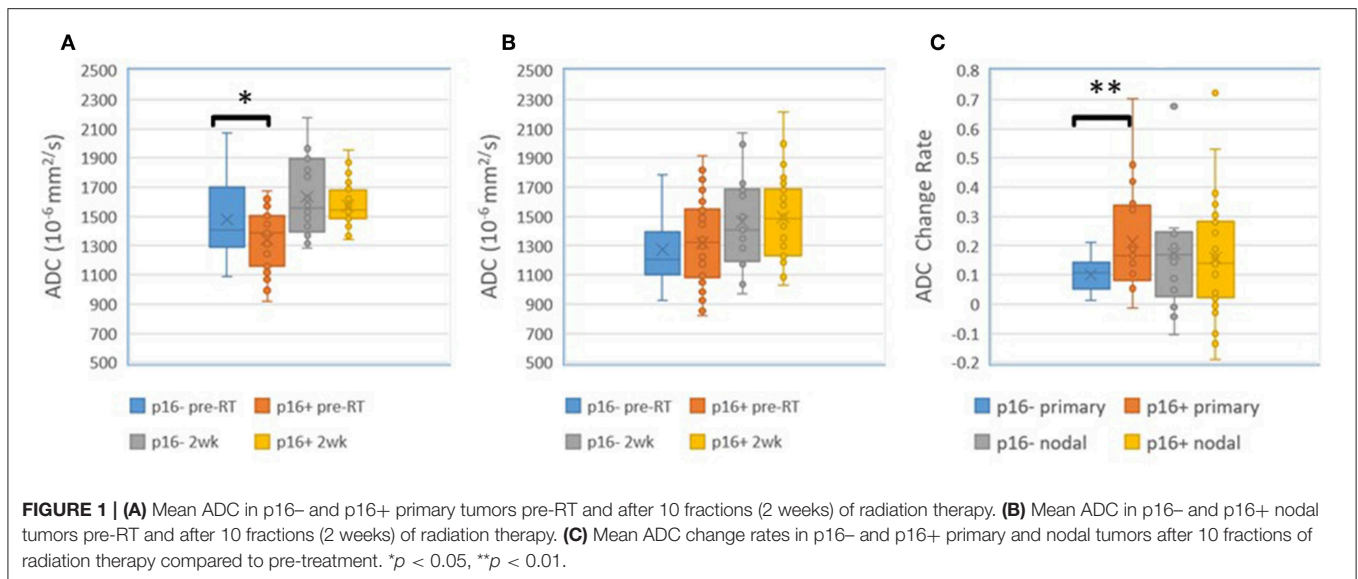 A
ADC (10-6 mm2/s)
2500
2300
2100
1900
1700
1500
1300
1100
900
700
500
*
p16- pre-RT p16+ pre-RT
p16- 2wk p16+ 2wk
B
ADC (10-6 mm2/s)
2500
2300
2100
1900
1700
1500
1300
1100
900
700
500
p16- pre-RT p16+ pre-RT
p16- 2wk p16+ 2wk
C
ADC Change Rate
0.8
0.7
0.6
0.5
0.4
0.3
0.2
0.1
0
-0.1
-0.2
**
p16- primary p16+ primary
p16- nodal p16+ nodal
FIGURE 1 | (A) Mean ADC in p16– and p16+ primary tumors pre-RT and after 10 fractions (2 weeks) of radiation therapy. (B) Mean ADC in p16– and p16+ nodal
tumors pre-RT and after 10 fractions (2 weeks) of radiation therapy. (C) Mean ADC change rates in p16– and p16+ primary and nodal tumors after 10 fractions of
radiation therapy compared to pre-treatment. *p < 0.05, **p < 0.01.